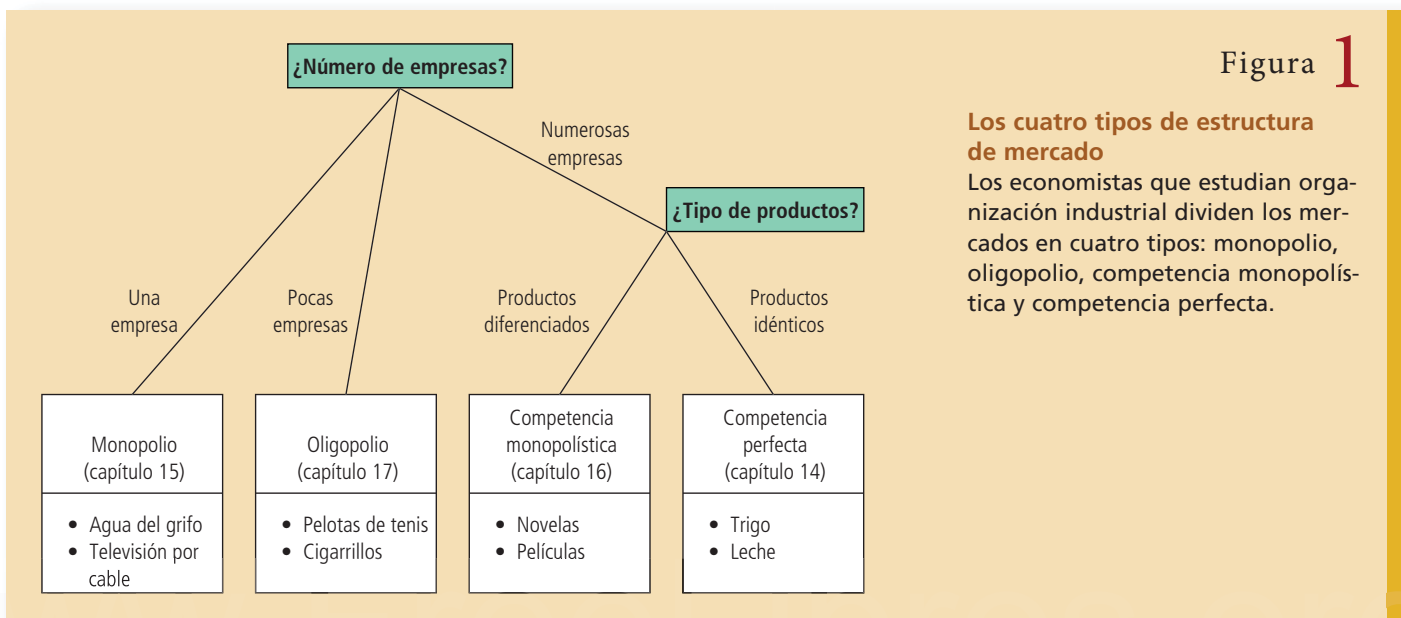 ¿Número de empresas?
Numerosas
empresas
¿Tipo de productos?
Una
empresa
Pocas
empresas
Productos
diferenciados
Productos
idénticos
Monopolio
(capítulo 15)
• Agua del grifo
• Televisión por
cable
Oligopolio
(capítulo 17)
• Pelotas de tenis
• Cigarrillos
Competencia
monopolística
(capítulo 16)
• Novelas
• Películas
Competencia
perfecta
(capítulo 14)
• Trigo
• Leche
Figura 1
Los cuatro tipos de estructura
de mercado
Los economistas que estudian orga-
nización industrial dividen los mer-
cados en cuatro tipos: monopolio,
oligopolio, competencia monopolís-
tica y competencia perfecta.